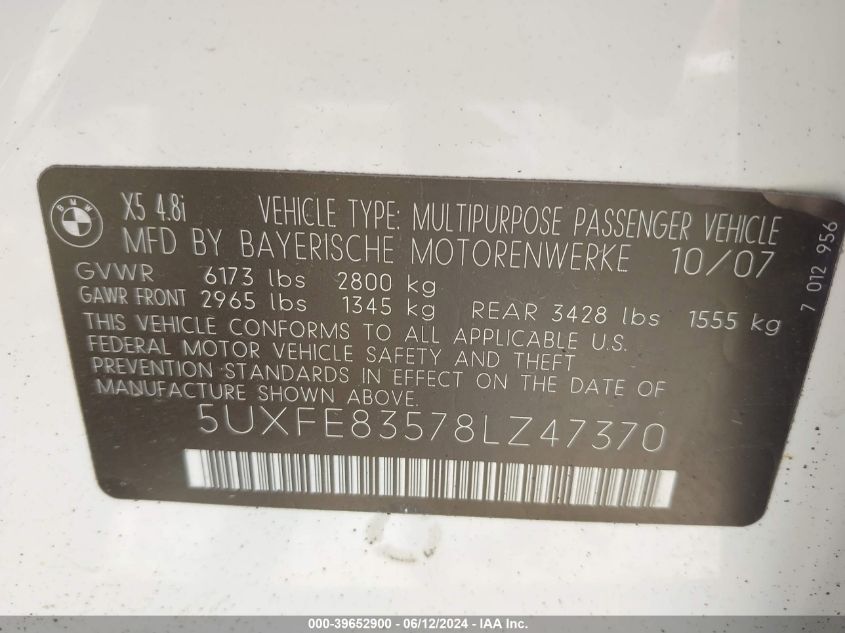 BMW
X5 4.8i VEHICLE TYPE: MULTIPURPOSE PASSENGER VEHICLE
MFD BY BAYERISCHE MOTORENWERKE 10/07
GVWR 6173 lbs 2800 kg
GAWR FRONT 2965 lbs 1345 kg REAR 3428 lbs 1555 kg
THIS VEHICLE CONFORMS TO ALL APPLICABLE U.S.
FEDERAL MOTOR VEHICLE SAFETY AND THEFT
PREVENTION STANDARDS IN EFFECT ON THE DATE OF
MANUFACTURE SHOWN ABOVE.
5UXFE83578LZ47370
7 012 956
000-39652900 - 06/12/2024 - IAA Inc.